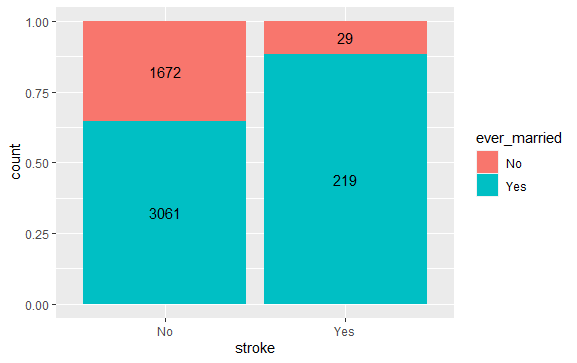 1.00
0.75
0.50
0.25
0.00
count
1672
29
3061
219
No
Yes
stroke
ever_married
No
Yes